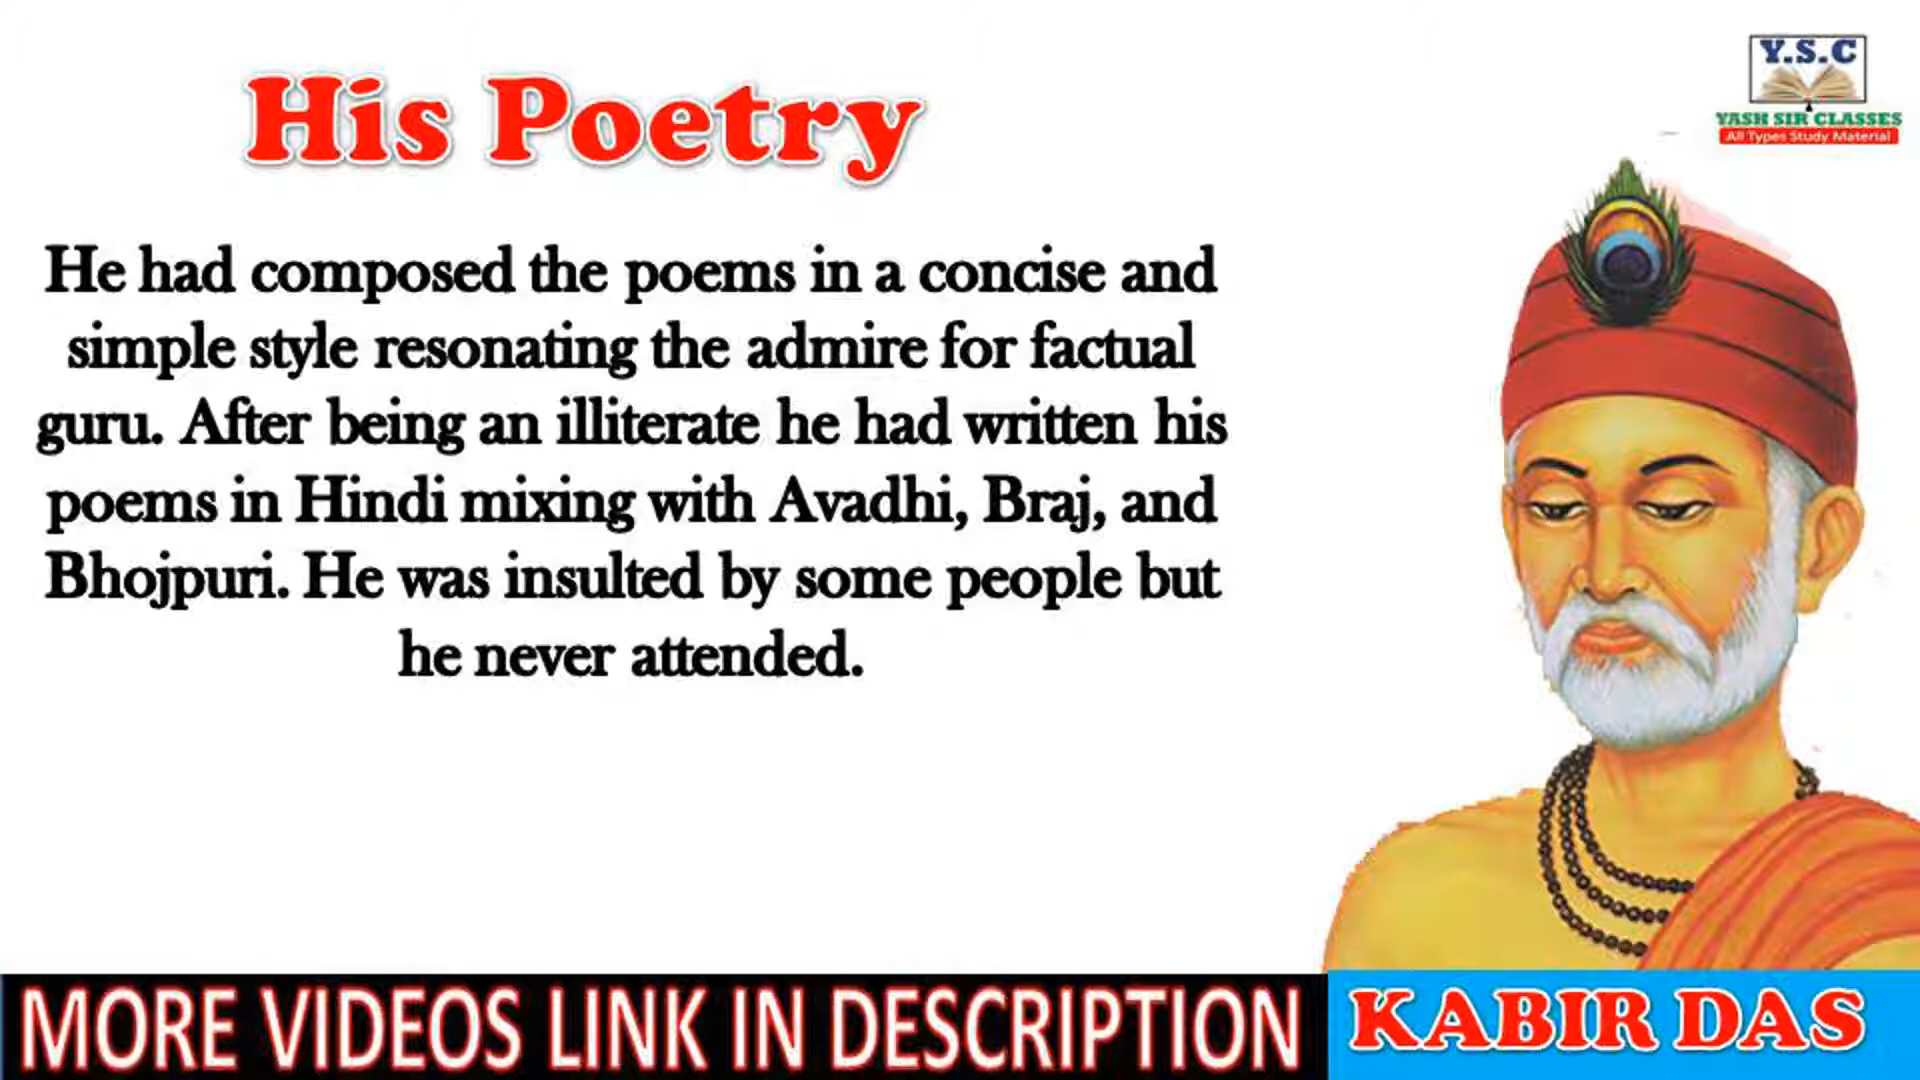 Y.S.C
YASH SIR CLASSES
All Types Study Material
His Poetry
He had composed the poems in a concise and
simple style resonating the admire for factual
guru. After being an illiterate he had written his
poems in Hindi mixing with Avadhi, Braj, and
Bhojpuri. He was insulted by some people but
he never attended.
MORE VIDEOS LINK IN DESCRIPTION
KABIR DAS